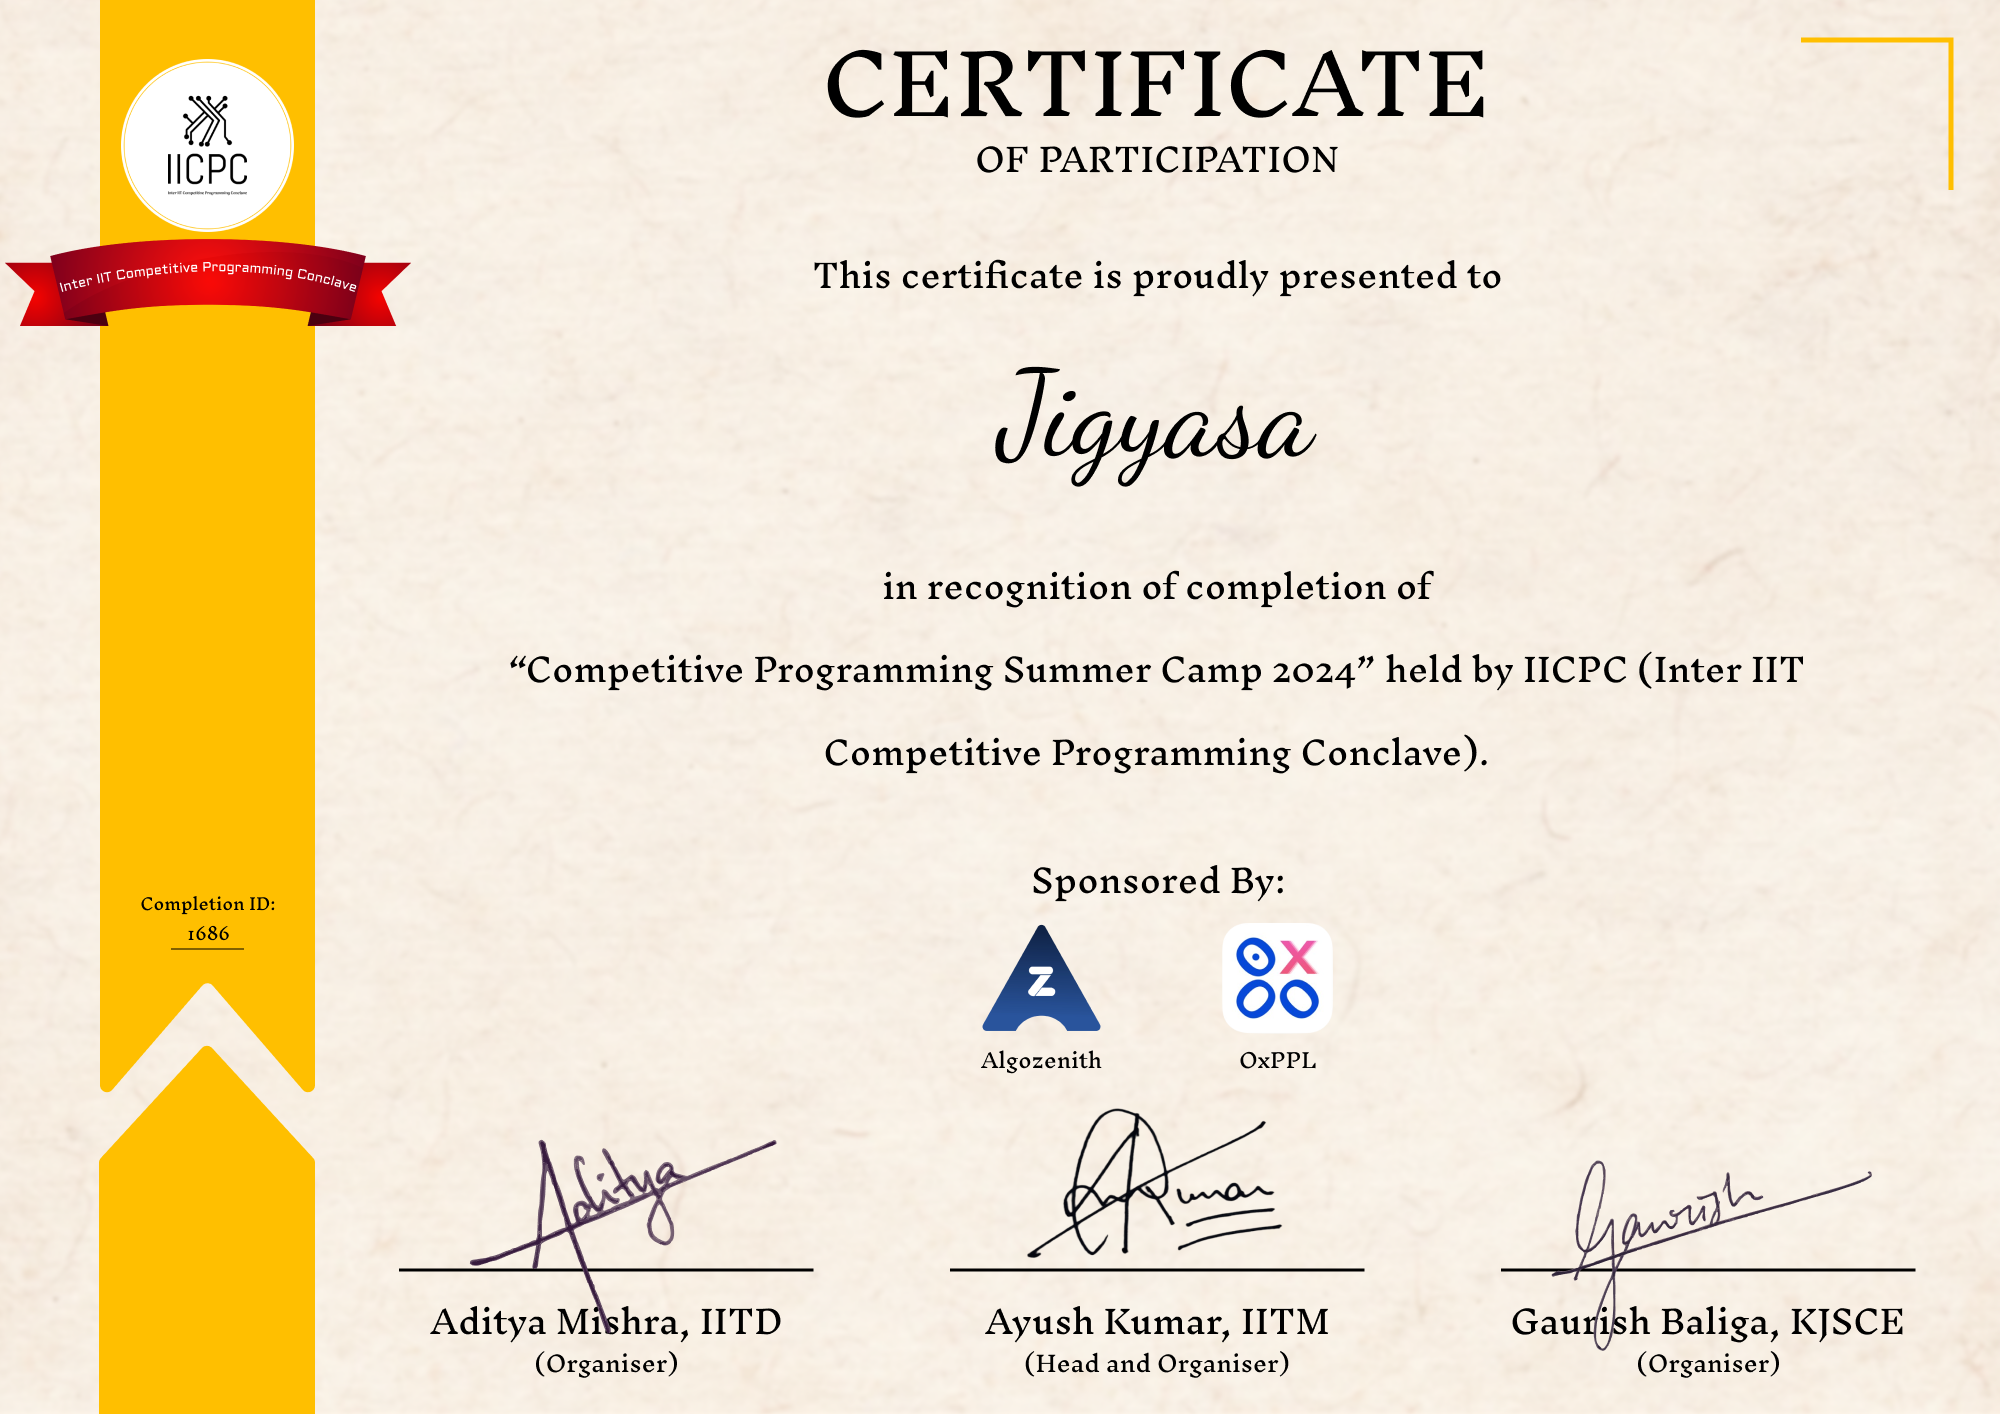 IICPC
Inter IIT Competitive Programming Conclave
Inter IIT Competitive Programming Conclave
CERTIFICATE
OF PARTICIPATION
This certificate is proudly presented to
Jigyasa
in recognition of completion of
“Competitive Programming Summer Camp 2024” held by IICPC (Inter IIT
Competitive Programming Conclave).
Completion ID:
1686
Sponsored By:
Z
Algozenith
OxPPL
Aditya
Kumar
Gaurish
Aditya Mishra, IITD
(Organiser)
Ayush Kumar, IITM
(Head and Organiser)
Gaurish Baliga, KJSCE
(Organiser)